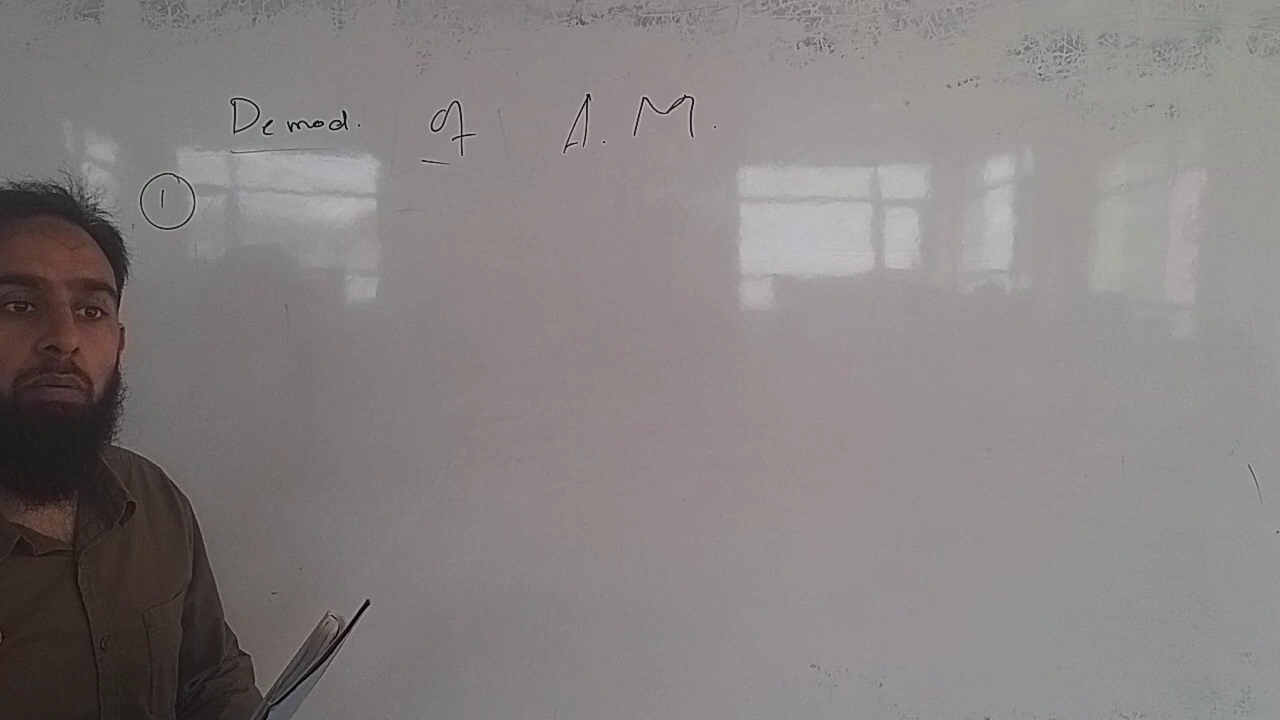 Demod. of A.M.
①